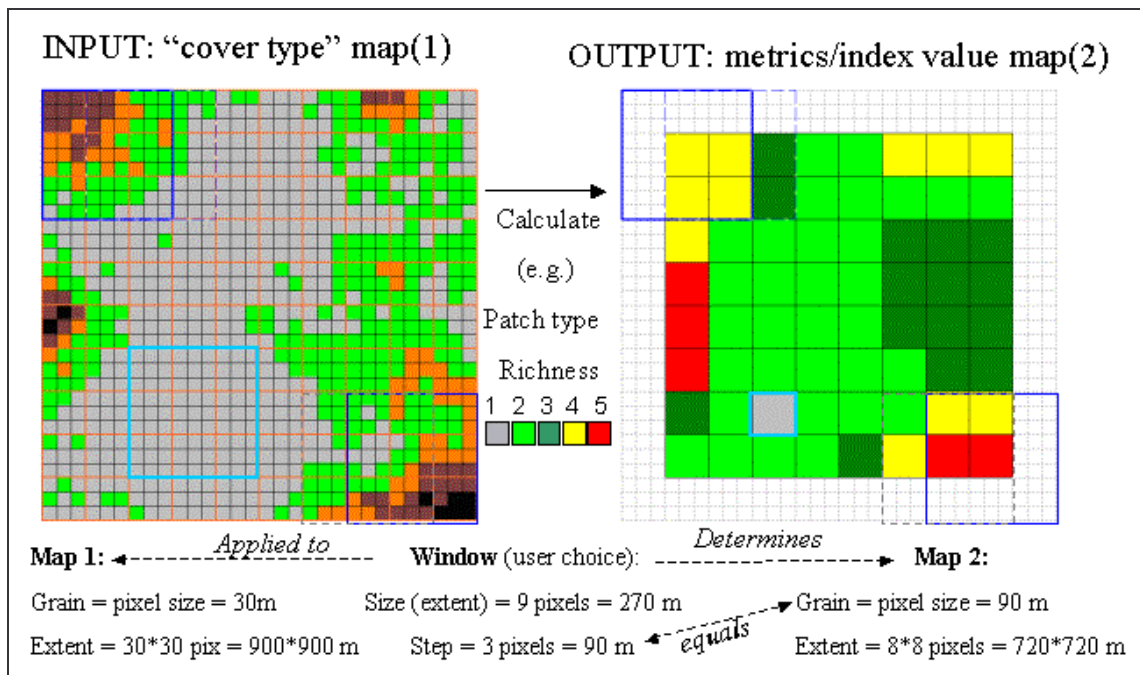 INPUT: “cover type” map(1)
OUTPUT: metrics/index value map(2)
Calculate
(e.g.)
Patch type
Richness
1 2 3 4 5
Applied to
Determines
Map 1:
Window (user choice):
Map 2:
Grain = pixel size = 30m
Size (extent) = 9 pixels = 270 m
Grain = pixel size = 90 m
equals
Extent = 30*30 pix = 900*900 m
Step = 3 pixels = 90 m
Extent = 8*8 pixels = 720*720 m